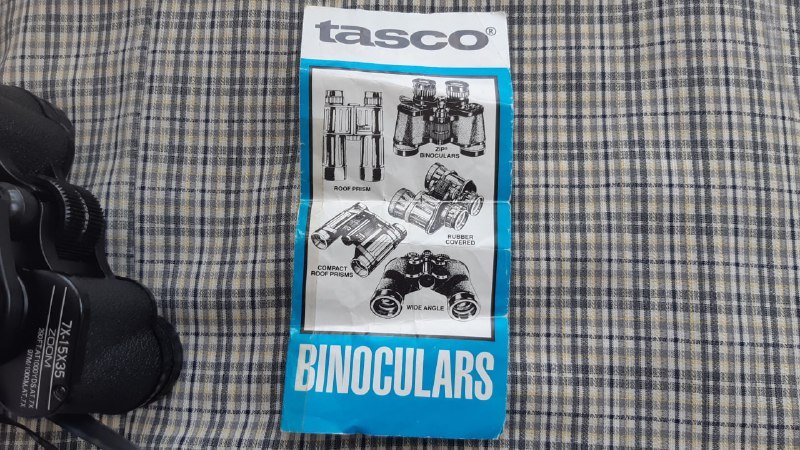 tasco®
ROOF PRISM
ZIP®
BINOCULARS
RUBBER
COVERED
COMPACT
ROOF PRISMS
WIDE ANGLE
BINOCULARS
7X-15X35
ZOOM